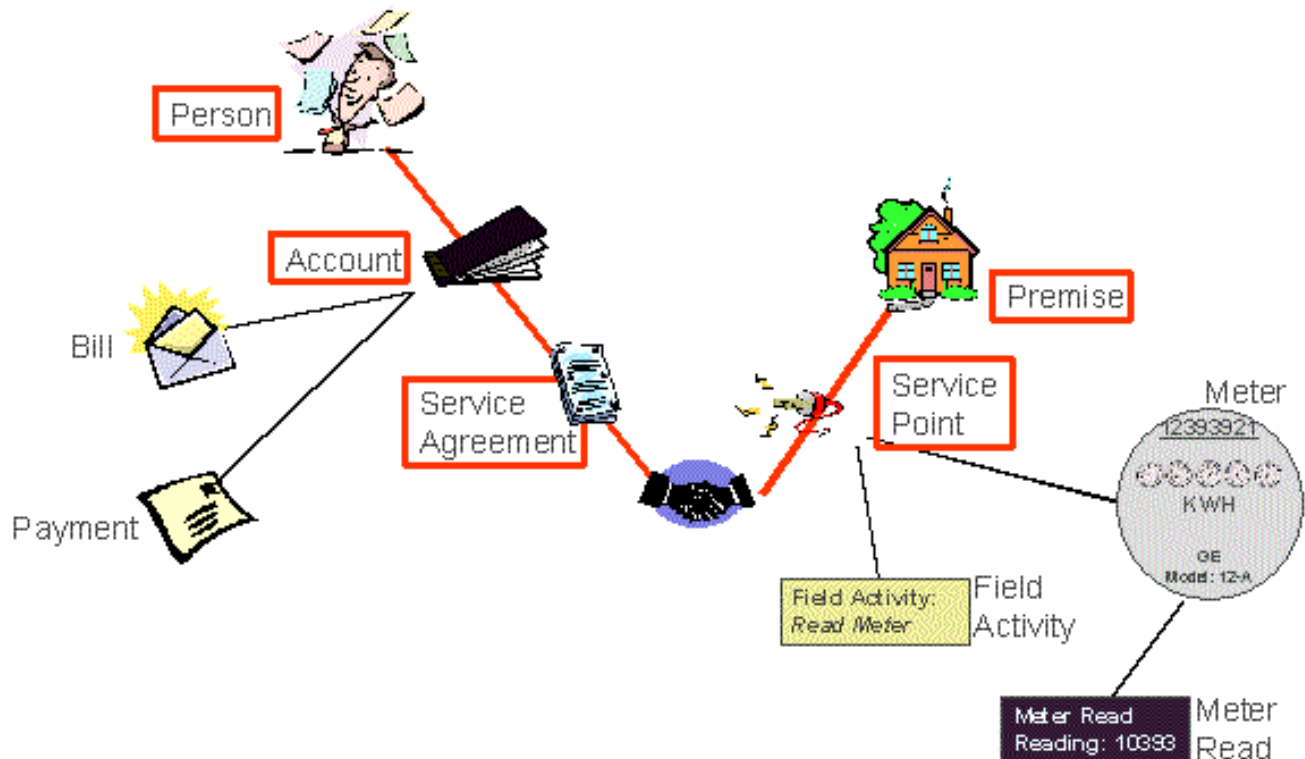 Person
Account
Bill
Premise
Service
Agreement
Service
Point
Meter
12393921
KWH
GE
Model: 12-A
Payment
Field Activity:
Read Meter
Field
Activity
Meter Read
Reading: 10393
Meter
Read